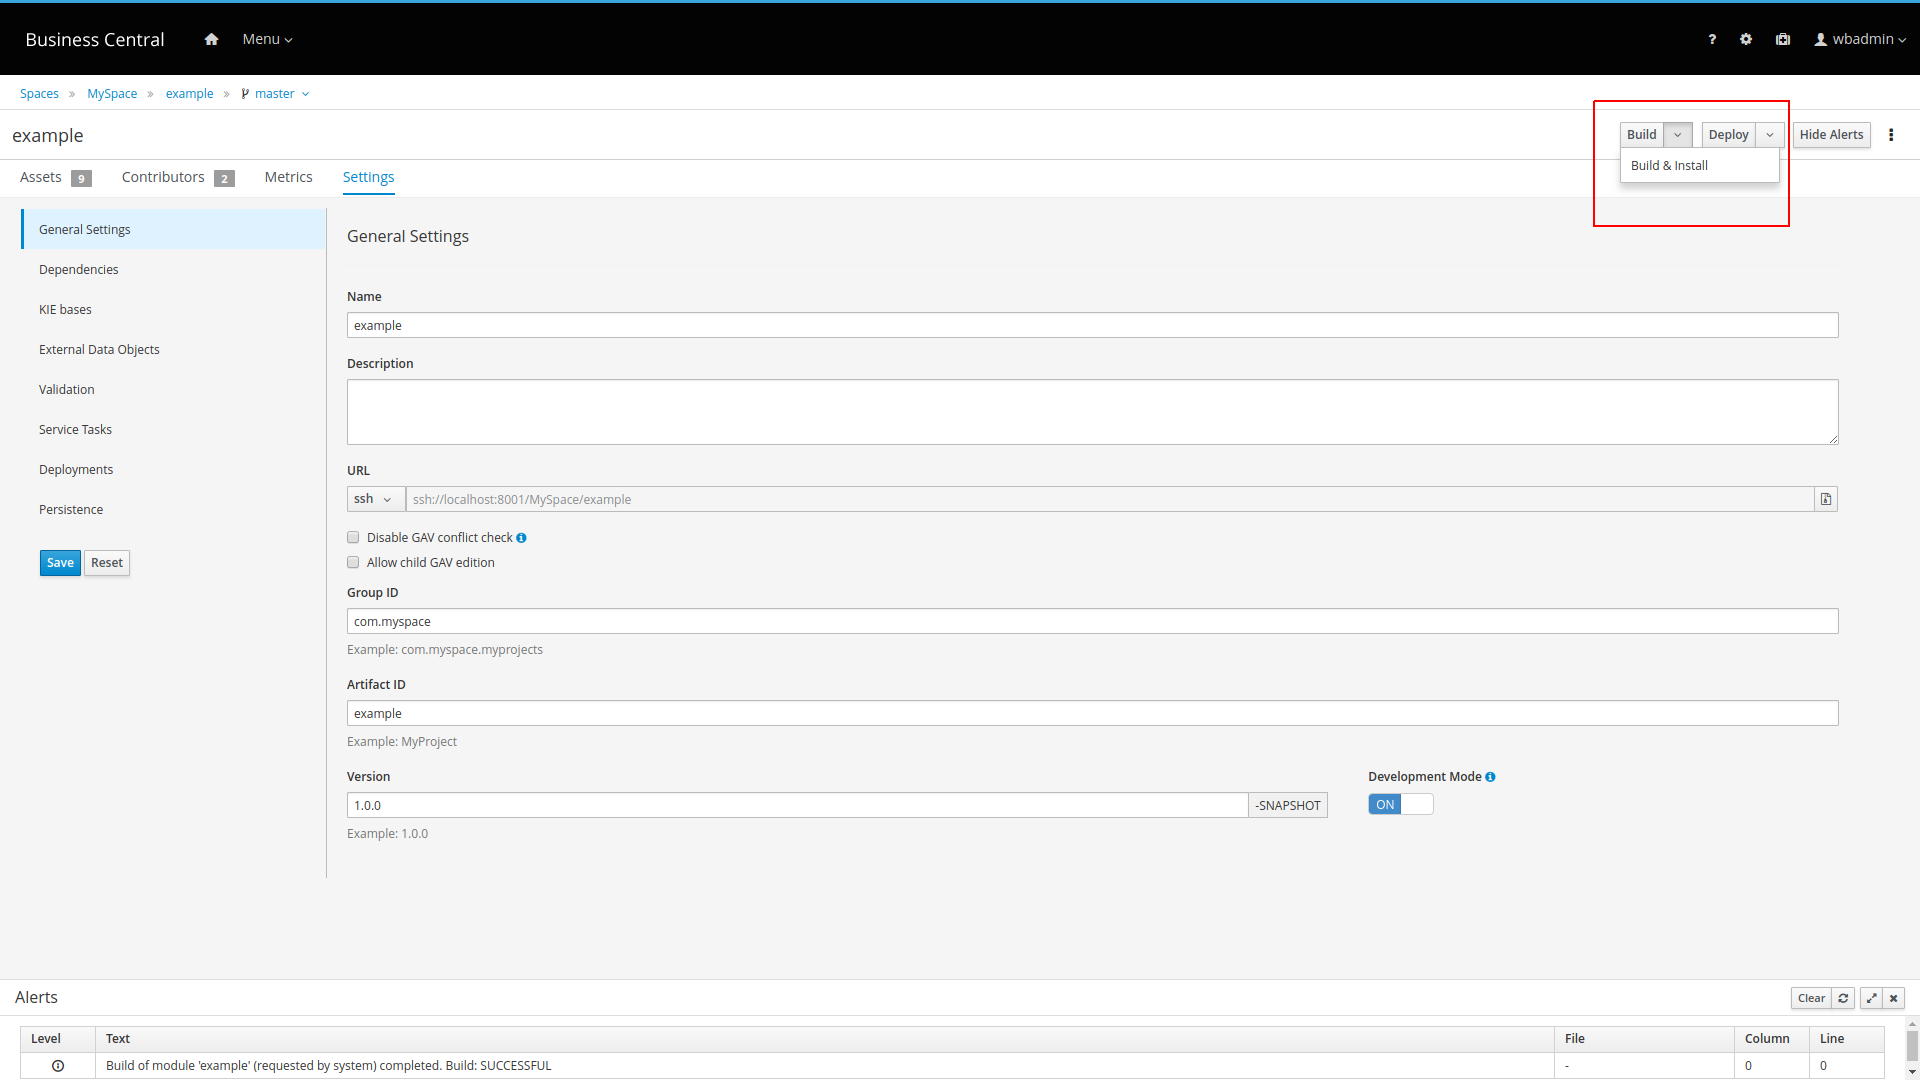 Business Central Menu ? wbadmin
Spaces » MySpace » example » master
example Build Deploy Hide Alerts
Build & Install
Assets 9 Contributors 2 Metrics Settings
General Settings
Dependencies
KIE bases
External Data Objects
Validation
Service Tasks
Deployments
Persistence
Save Reset
General Settings
Name
example
Description
URL
ssh ssh://localhost:8001/MySpace/example
Disable GAV conflict check
Allow child GAV edition
Group ID
com.myspace
Example: com.myspace.myprojects
Artifact ID
example
Example: MyProject
Version Development Mode
1.0.0 -SNAPSHOT ON
Example: 1.0.0
Alerts Clear
Level Text File Column Line
Build of module 'example' (requested by system) completed. Build: SUCCESSFUL - 0 0